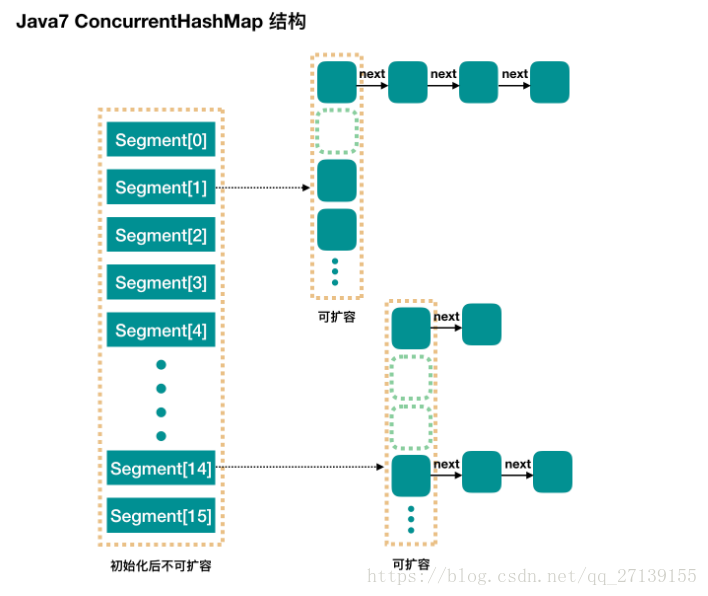 Java7 ConcurrentHashMap 结构
next
next
next
Segment[0]
Segment[1]
Segment[2]
Segment[3]
Segment[4]
可扩容
next
Segment[14]
next
next
Segment[15]
初始化后不可扩容
可扩容
https://blog.csdn.net/qq_27139155